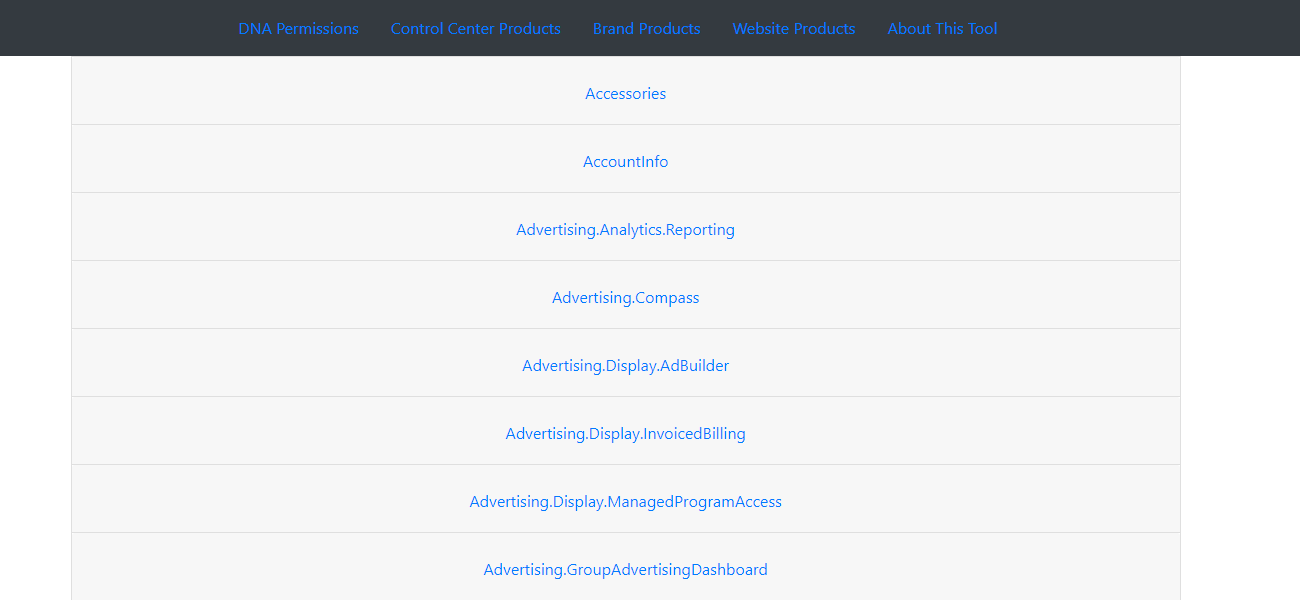 DNA Permissions Control Center Products Brand Products Website Products About This Tool
Accessories
AccountInfo
Advertising.Analytics.Reporting
Advertising.Compass
Advertising.Display.AdBuilder
Advertising.Display.InvoicedBilling
Advertising.Display.ManagedProgramAccess
Advertising.GroupAdvertisingDashboard